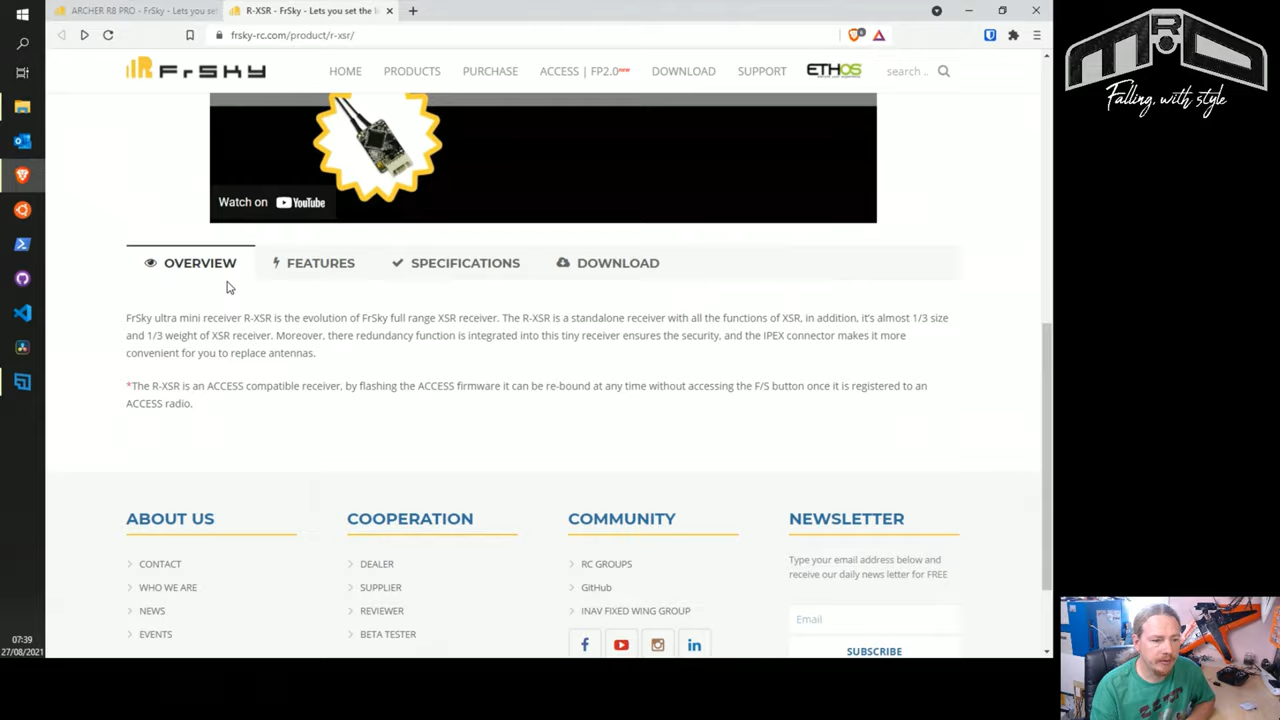 ARCHER R8 PRO - FrSky - Lets you set
R-XSR - FrSky - Lets you set the l
frsky-rc.com/product/r-xsr/
FrSky
HOME
PRODUCTS
PURCHASE
ACCESS | FP2.0new
DOWNLOAD
SUPPORT
ETHOS
search ..
MRD
Falling, with style
Watch on YouTube
OVERVIEW
FEATURES
SPECIFICATIONS
DOWNLOAD
FrSky ultra mini receiver R-XSR is the evolution of FrSky full range XSR receiver. The R-XSR is a standalone receiver with all the functions of XSR, in addition, it's almost 1/3 size
and 1/3 weight of XSR receiver. Moreover, there redundancy function is integrated into this tiny receiver ensures the security, and the IPEX connector makes it more
convenient for you to replace antennas.
*The R-XSR is an ACCESS compatible receiver, by flashing the ACCESS firmware it can be re-bound at any time without accessing the F/S button once it is registered to an
ACCESS radio.
ABOUT US
CONTACT
WHO WE ARE
NEWS
EVENTS
COOPERATION
DEALER
SUPPLIER
REVIEWER
BETA TESTER
COMMUNITY
RC GROUPS
GitHub
INAV FIXED WING GROUP
NEWSLETTER
Type your email address below and
receive our daily news letter for FREE
Email
SUBSCRIBE
07:39
27/08/2021